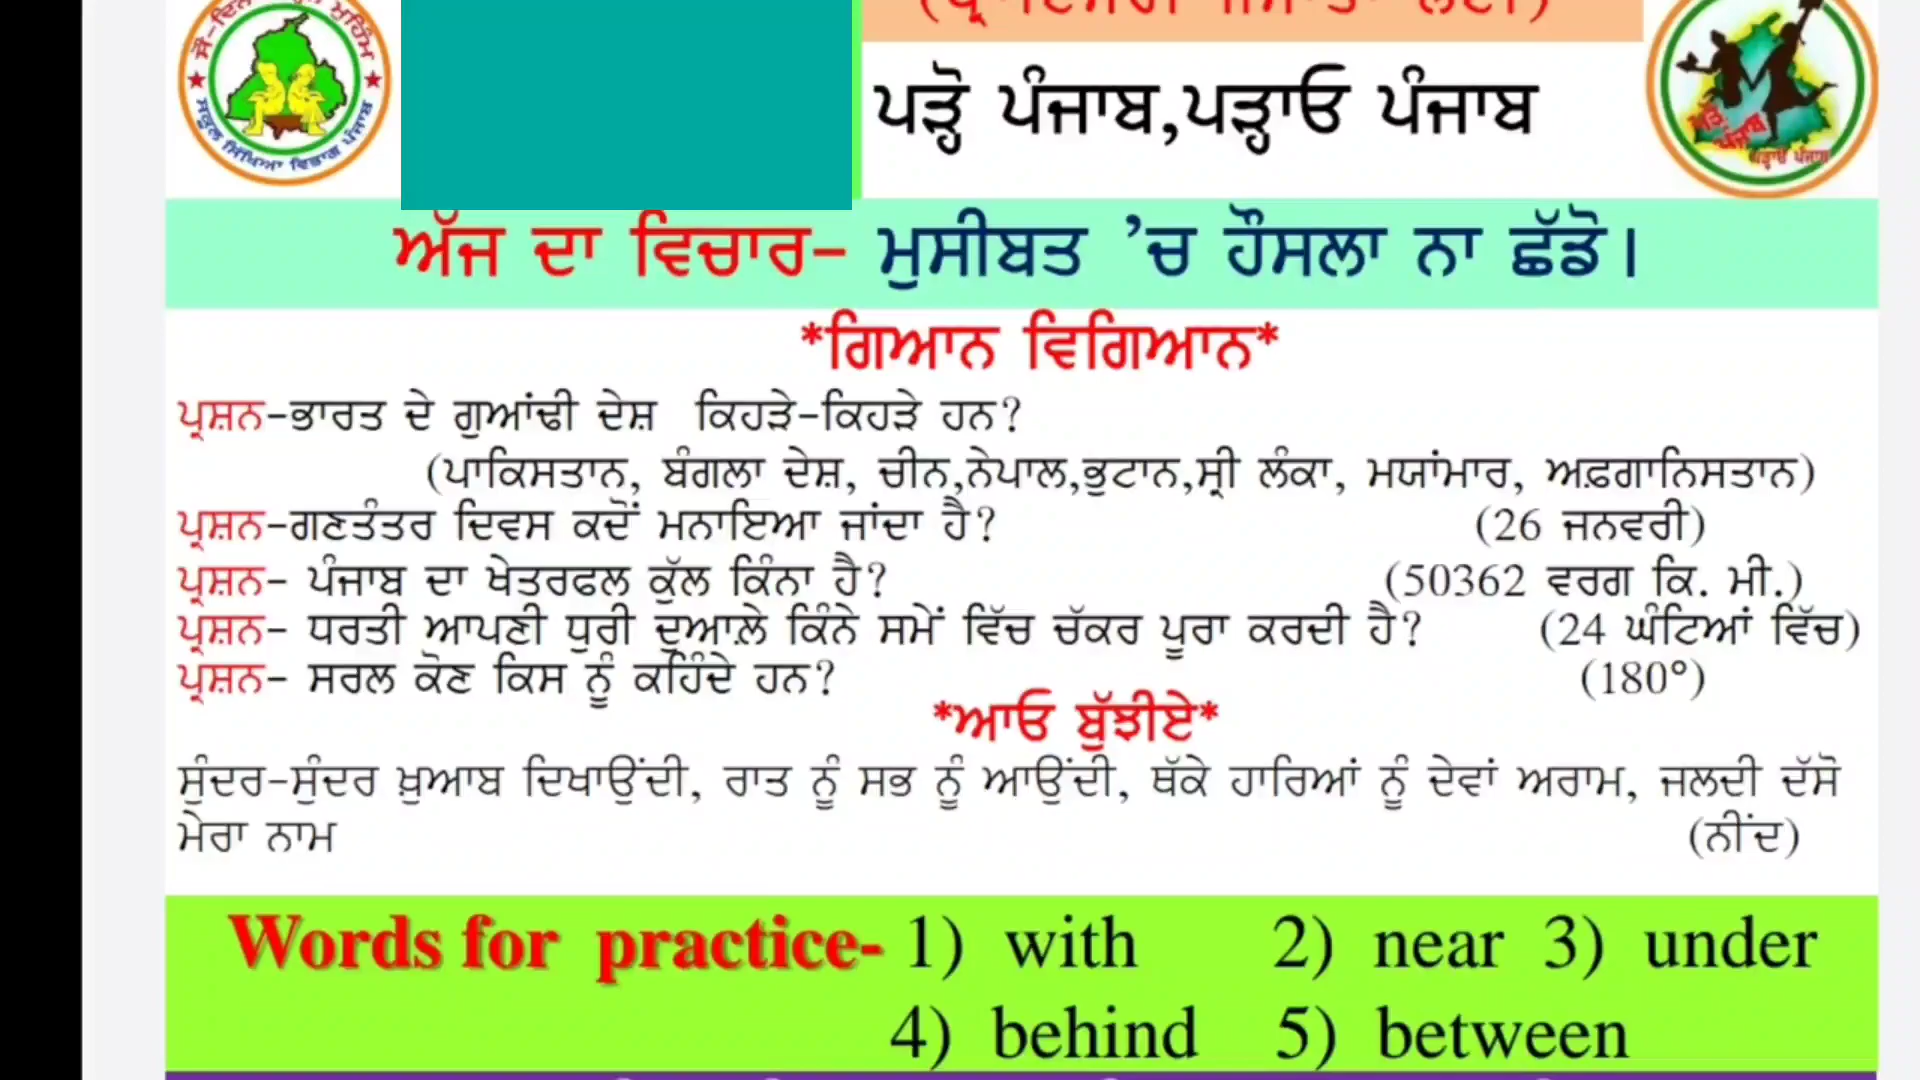 ਪੜ੍ਹੋ ਪੰਜਾਬ,ਪੜ੍ਹਾਓ ਪੰਜਾਬ
ਸਕੂਲ ਸਿੱਖਿਆ ਵਿਭਾਗ ਪੰਜਾਬ
ਪੜ੍ਹੋ ਪੰਜਾਬ
ਪੜ੍ਹਾਓ ਪੰਜਾਬ
ਅੱਜ ਦਾ ਵਿਚਾਰ- ਮੁਸੀਬਤ ’ਚ ਹੌਸਲਾ ਨਾ ਛੱਡੋ।
*ਗਿਆਨ ਵਿਗਿਆਨ*
ਪ੍ਰਸ਼ਨ-ਭਾਰਤ ਦੇ ਗੁਆਂਢੀ ਦੇਸ਼ ਕਿਹੜੇ-ਕਿਹੜੇ ਹਨ?
(ਪਾਕਿਸਤਾਨ, ਬੰਗਲਾ ਦੇਸ਼, ਚੀਨ,ਨੇਪਾਲ,ਭੁਟਾਨ,ਸ੍ਰੀ ਲੰਕਾ, ਮਯਾਂਮਾਰ, ਅਫ਼ਗਾਨਿਸਤਾਨ)
ਪ੍ਰਸ਼ਨ-ਗਣਤੰਤਰ ਦਿਵਸ ਕਦੋਂ ਮਨਾਇਆ ਜਾਂਦਾ ਹੈ? (26 ਜਨਵਰੀ)
ਪ੍ਰਸ਼ਨ- ਪੰਜਾਬ ਦਾ ਖੇਤਰਫਲ ਕੁੱਲ ਕਿੰਨਾ ਹੈ? (50362 ਵਰਗ ਕਿ. ਮੀ.)
ਪ੍ਰਸ਼ਨ- ਧਰਤੀ ਆਪਣੀ ਧੁਰੀ ਦੁਆਲ਼ੇ ਕਿੰਨੇ ਸਮੇਂ ਵਿੱਚ ਚੱਕਰ ਪੂਰਾ ਕਰਦੀ ਹੈ? (24 ਘੰਟਿਆਂ ਵਿੱਚ)
ਪ੍ਰਸ਼ਨ- ਸਰਲ ਕੋਣ ਕਿਸ ਨੂੰ ਕਹਿੰਦੇ ਹਨ? (180°)
*ਆਓ ਬੁੱਝੀਏ*
ਸੁੰਦਰ-ਸੁੰਦਰ ਖ਼ੁਆਬ ਦਿਖਾਉਂਦੀ, ਰਾਤ ਨੂੰ ਸਭ ਨੂੰ ਆਉਂਦੀ, ਥੱਕੇ ਹਾਰਿਆਂ ਨੂੰ ਦੇਵਾਂ ਅਰਾਮ, ਜਲਦੀ ਦੱਸੋ
ਮੇਰਾ ਨਾਮ (ਨੀਂਦ)
Words for practice- 1) with 2) near 3) under
4) behind 5) between